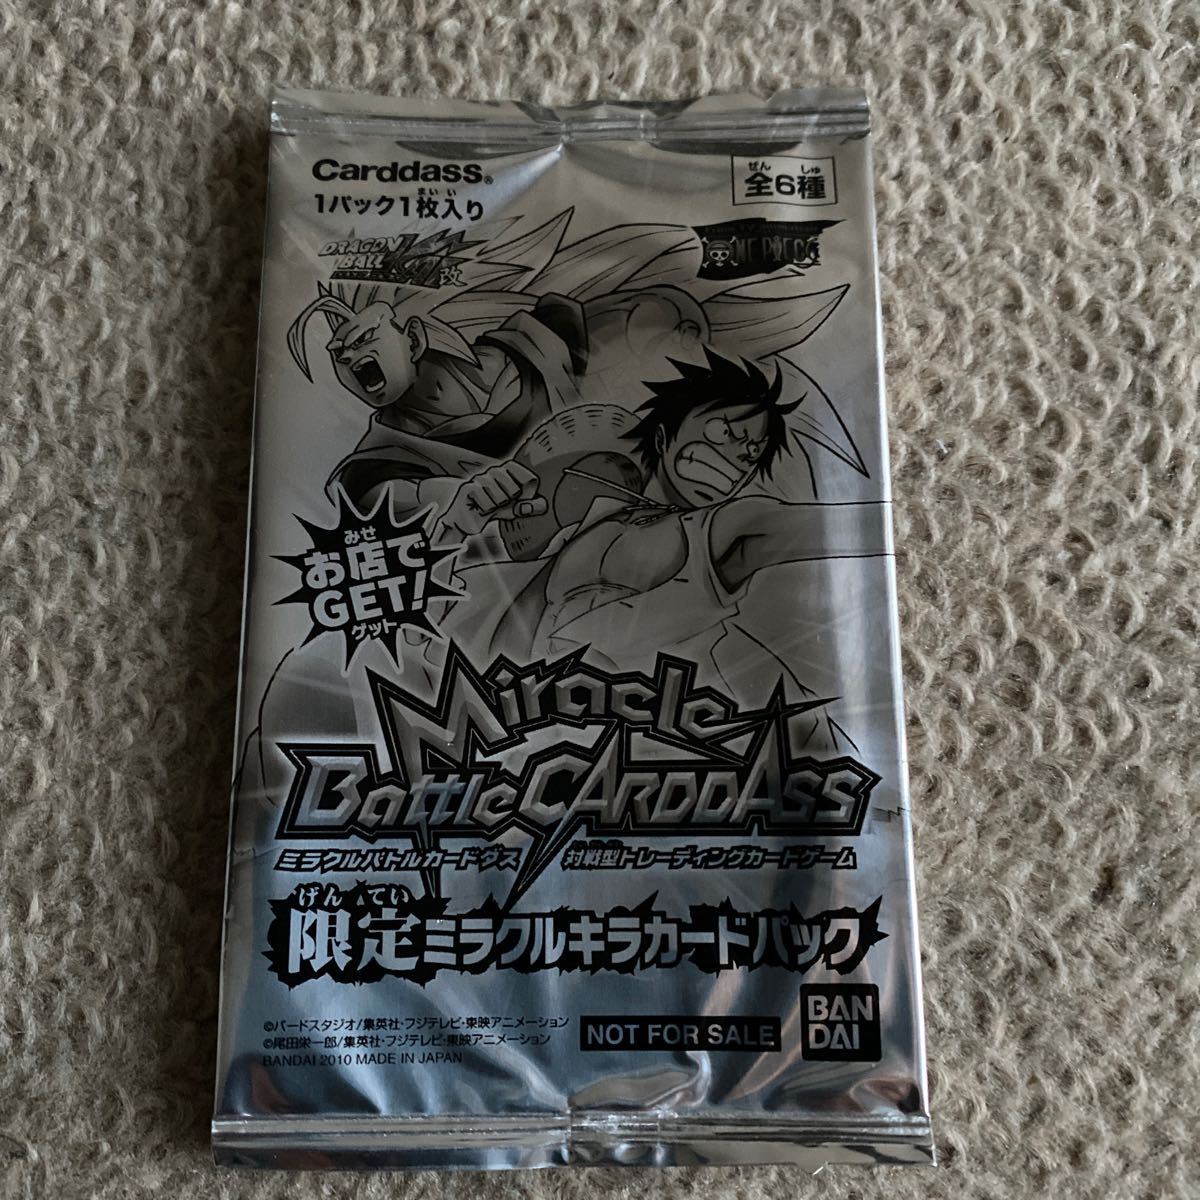 Carddass®
まい い
1パック1枚入り
ぜん しゅ
全6種
DRAGON
BALL 改
ONE PIECE
みせ
お店で
GET!
ゲット
Miracle
Battle CARDDASS
ミラクルバトルカードダス 対戦型トレーディングカードゲーム
げん てい
限定ミラクルキラカードパック
©バードスタジオ/集英社・フジテレビ・東映アニメーション
©尾田栄一郎/集英社・フジテレビ・東映アニメーション
BANDAI 2010 MADE IN JAPAN
NOT FOR SALE
BAN
DAI